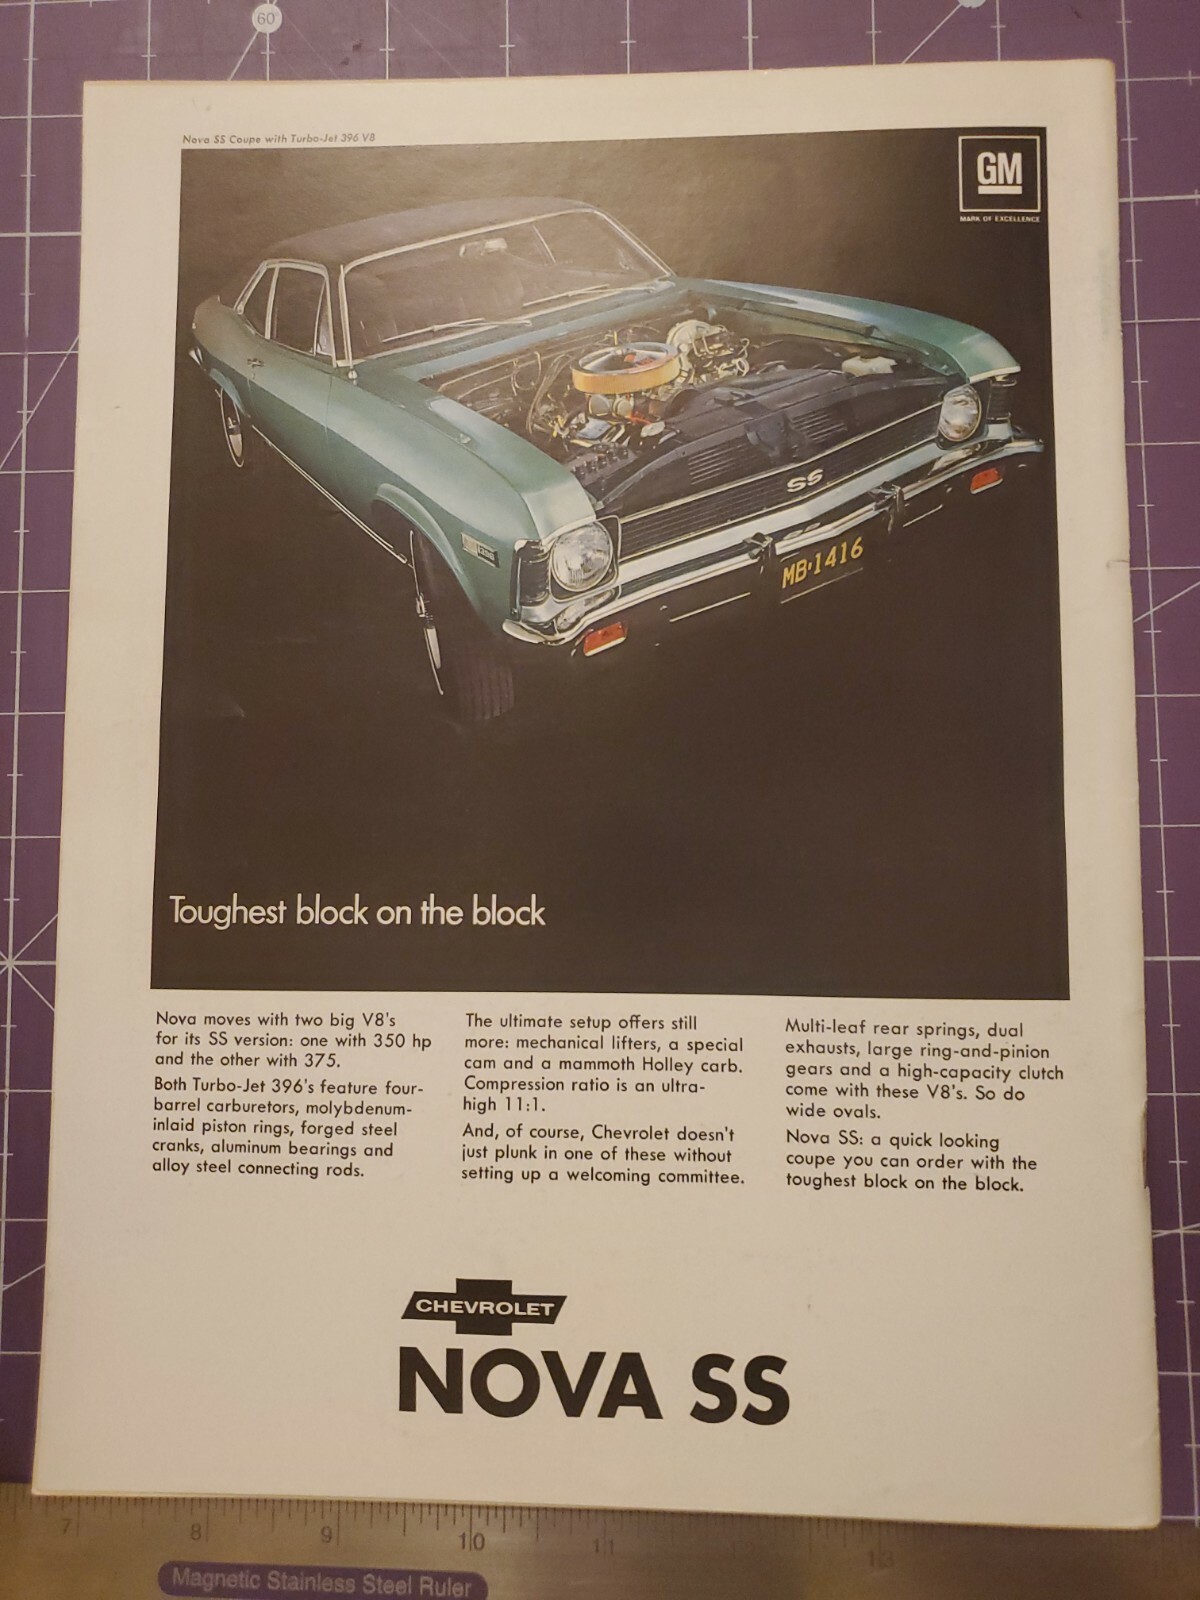 60°
Nova SS Coupe with Turbo-Jet 396 V8
GM
MARK OF EXCELLENCE
SS
MB·1416
Toughest block on the block
Nova moves with two big V8's
for its SS version: one with 350 hp
and the other with 375.
Both Turbo-Jet 396's feature four-
barrel carburetors, molybdenum-
inlaid piston rings, forged steel
cranks, aluminum bearings and
alloy steel connecting rods.
The ultimate setup offers still
more: mechanical lifters, a special
cam and a mammoth Holley carb.
Compression ratio is an ultra-
high 11:1.
And, of course, Chevrolet doesn't
just plunk in one of these without
setting up a welcoming committee.
Multi-leaf rear springs, dual
exhausts, large ring-and-pinion
gears and a high-capacity clutch
come with these V8's. So do
wide ovals.
Nova SS: a quick looking
coupe you can order with the
toughest block on the block.
CHEVROLET
NOVA SS
7 8 9 10 11 13
Magnetic Stainless Steel Ruler